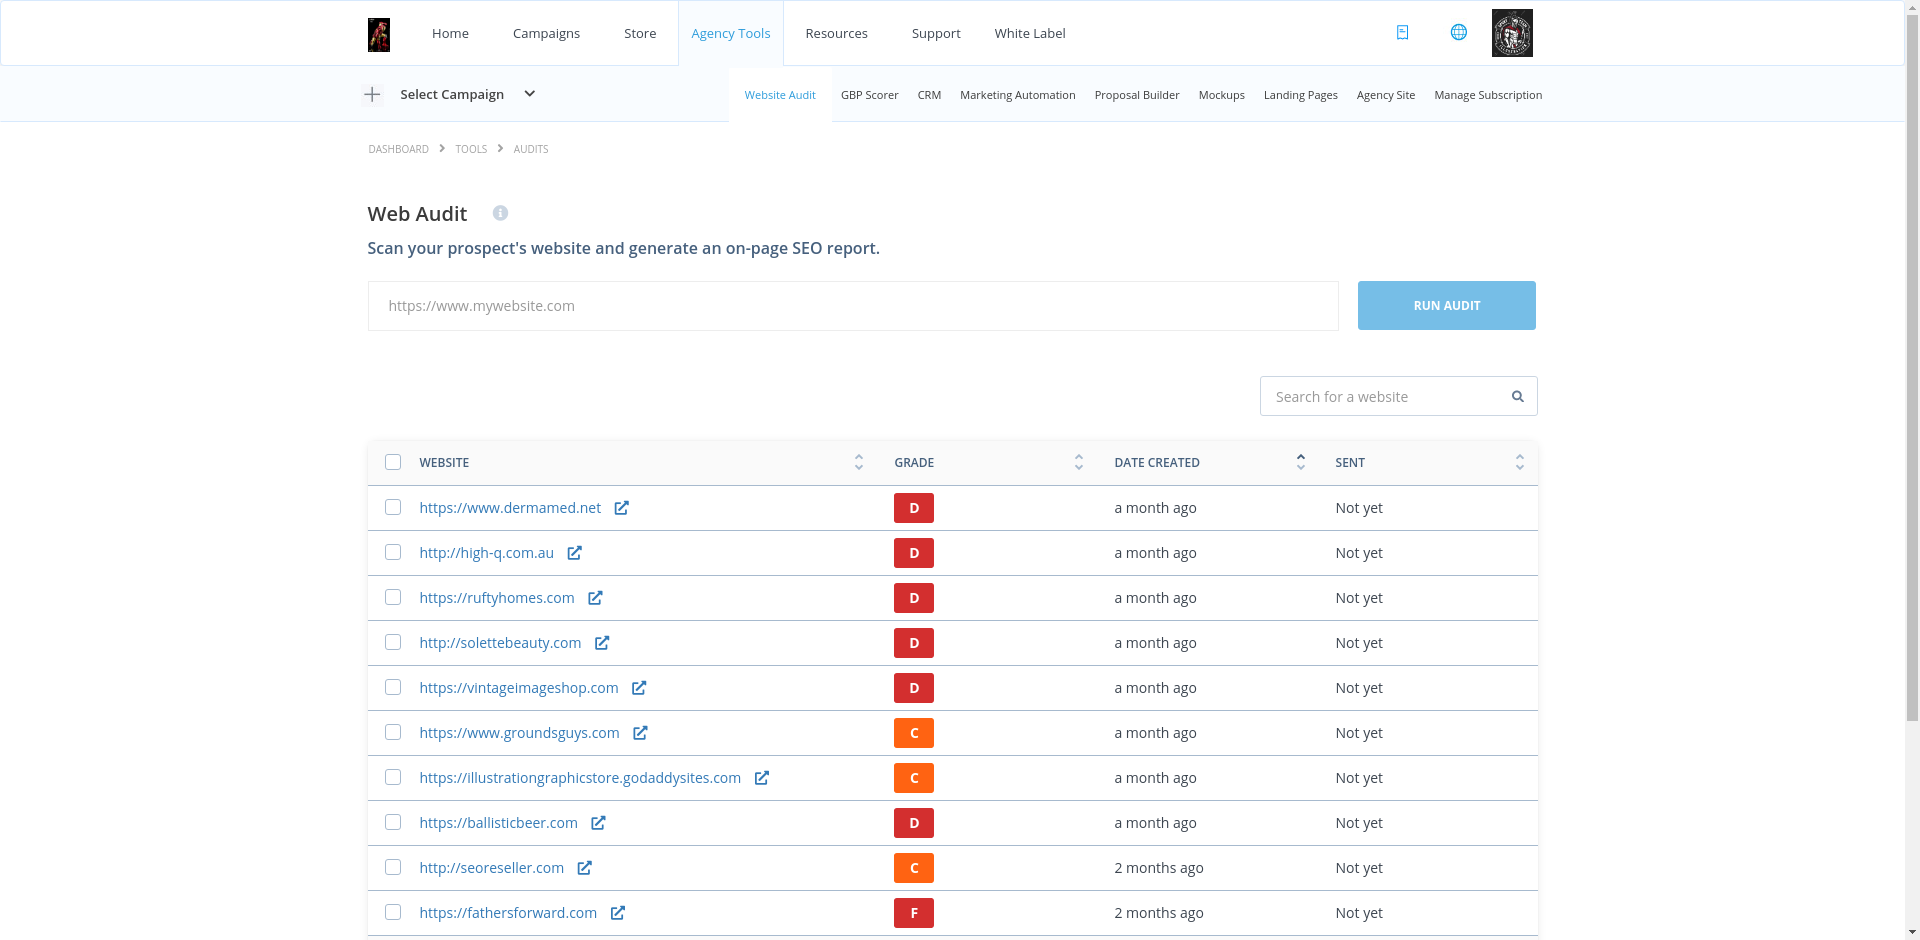 Home Campaigns Store Agency Tools Resources Support White Label
Select Campaign Website Audit GBP Scorer CRM Marketing Automation Proposal Builder Mockups Landing Pages Agency Site Manage Subscription
DASHBOARD TOOLS AUDITS
Web Audit
Scan your prospect's website and generate an on-page SEO report.
https://www.mywebsite.com RUN AUDIT
Search for a website
WEBSITE GRADE DATE CREATED SENT
https://www.dermamed.net D a month ago Not yet
http://high-q.com.au D a month ago Not yet
https://ruftyhomes.com D a month ago Not yet
http://solettebeauty.com D a month ago Not yet
https://vintageimageshop.com D a month ago Not yet
https://www.groundsguys.com C a month ago Not yet
https://illustrationgraphicstore.godaddysites.com C a month ago Not yet
https://ballisticbeer.com D a month ago Not yet
http://seoreseller.com C 2 months ago Not yet
https://fathersforward.com F 2 months ago Not yet